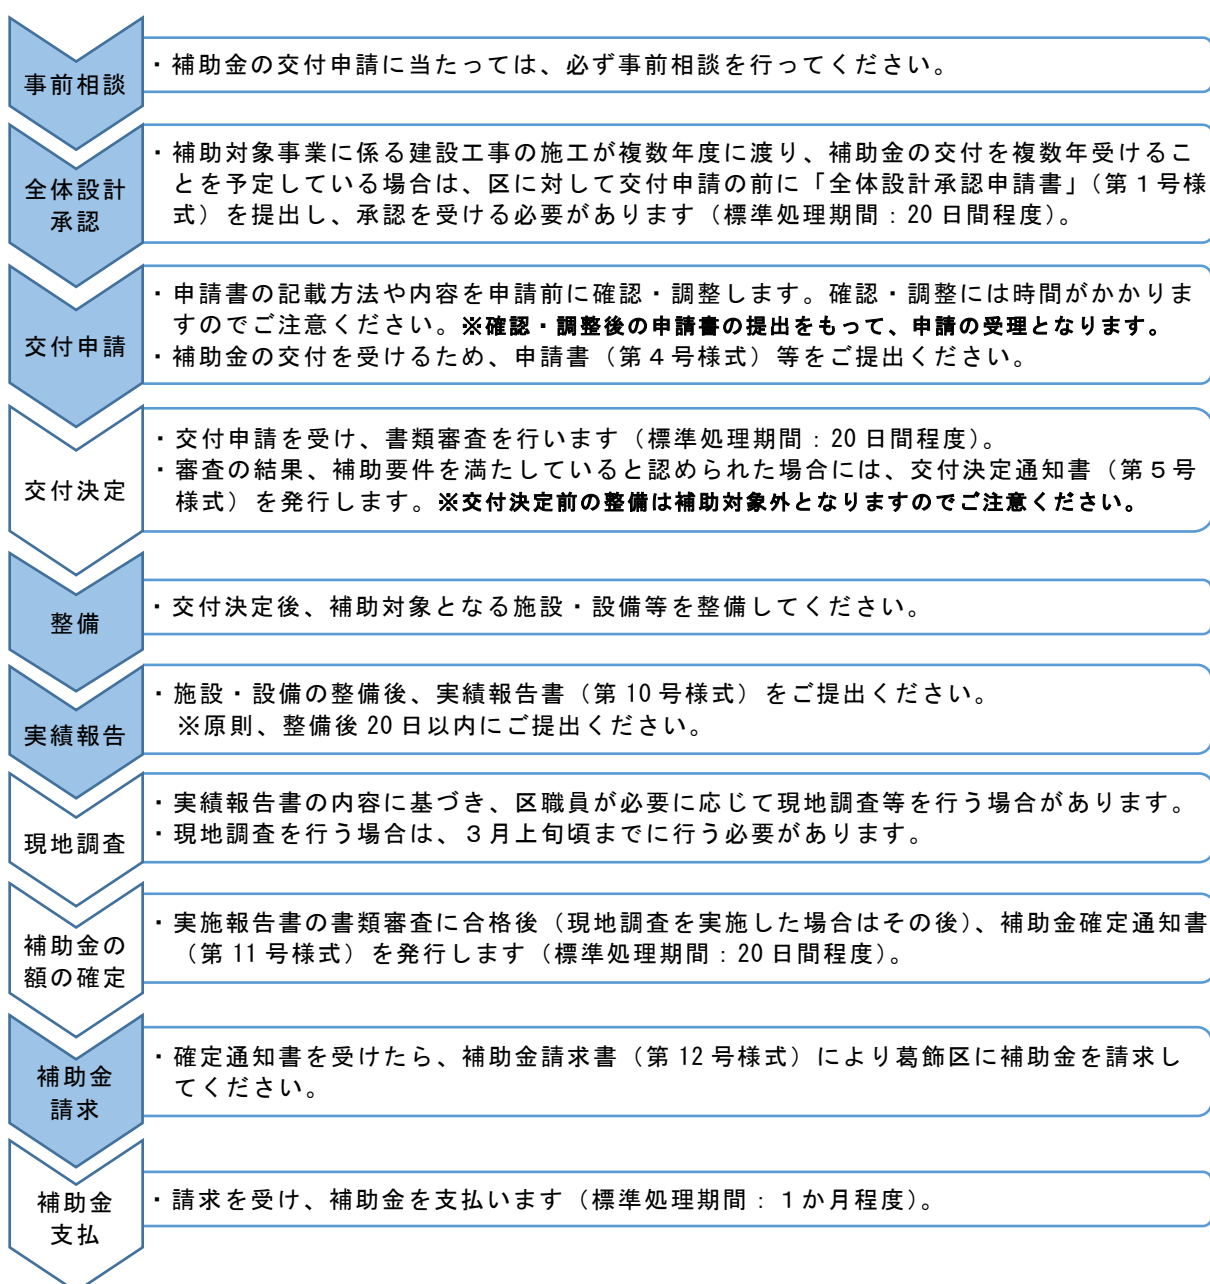 事前相談
・補助金の交付申請に当たっては、必ず事前相談を行ってください。
全体設計
承認
・補助対象事業に係る建設工事の施工が複数年度に渡り、補助金の交付を複数年受けるこ
とを予定している場合は、区に対して交付申請の前に「全体設計承認申請書」（第１号様
式）を提出し、承認を受ける必要があります（標準処理期間：20日間程度）。
交付申請
・申請書の記載方法や内容を申請前に確認・調整します。確認・調整には時間がかかりま
すのでご注意ください。※確認・調整後の申請書の提出をもって、申請の受理となります。
・補助金の交付を受けるため、申請書（第４号様式）等をご提出ください。
交付決定
・交付申請を受け、書類審査を行います（標準処理期間：20日間程度）。
・審査の結果、補助要件を満たしていると認められた場合には、交付決定通知書（第５号
様式）を発行します。※交付決定前の整備は補助対象外となりますのでご注意ください。
整備
・交付決定後、補助対象となる施設・設備等を整備してください。
実績報告
・施設・設備の整備後、実績報告書（第10号様式）をご提出ください。
※原則、整備後20日以内にご提出ください。
現地調査
・実績報告書の内容に基づき、区職員が必要に応じて現地調査等を行う場合があります。
・現地調査を行う場合は、３月上旬頃までに行う必要があります。
補助金の
額の確定
・実施報告書の書類審査に合格後（現地調査を実施した場合はその後）、補助金確定通知書
（第11号様式）を発行します（標準処理期間：20日間程度）。
補助金
請求
・確定通知書を受けたら、補助金請求書（第12号様式）により葛飾区に補助金を請求し
てください。
補助金
支払
・請求を受け、補助金を支払います（標準処理期間：１か月程度）。